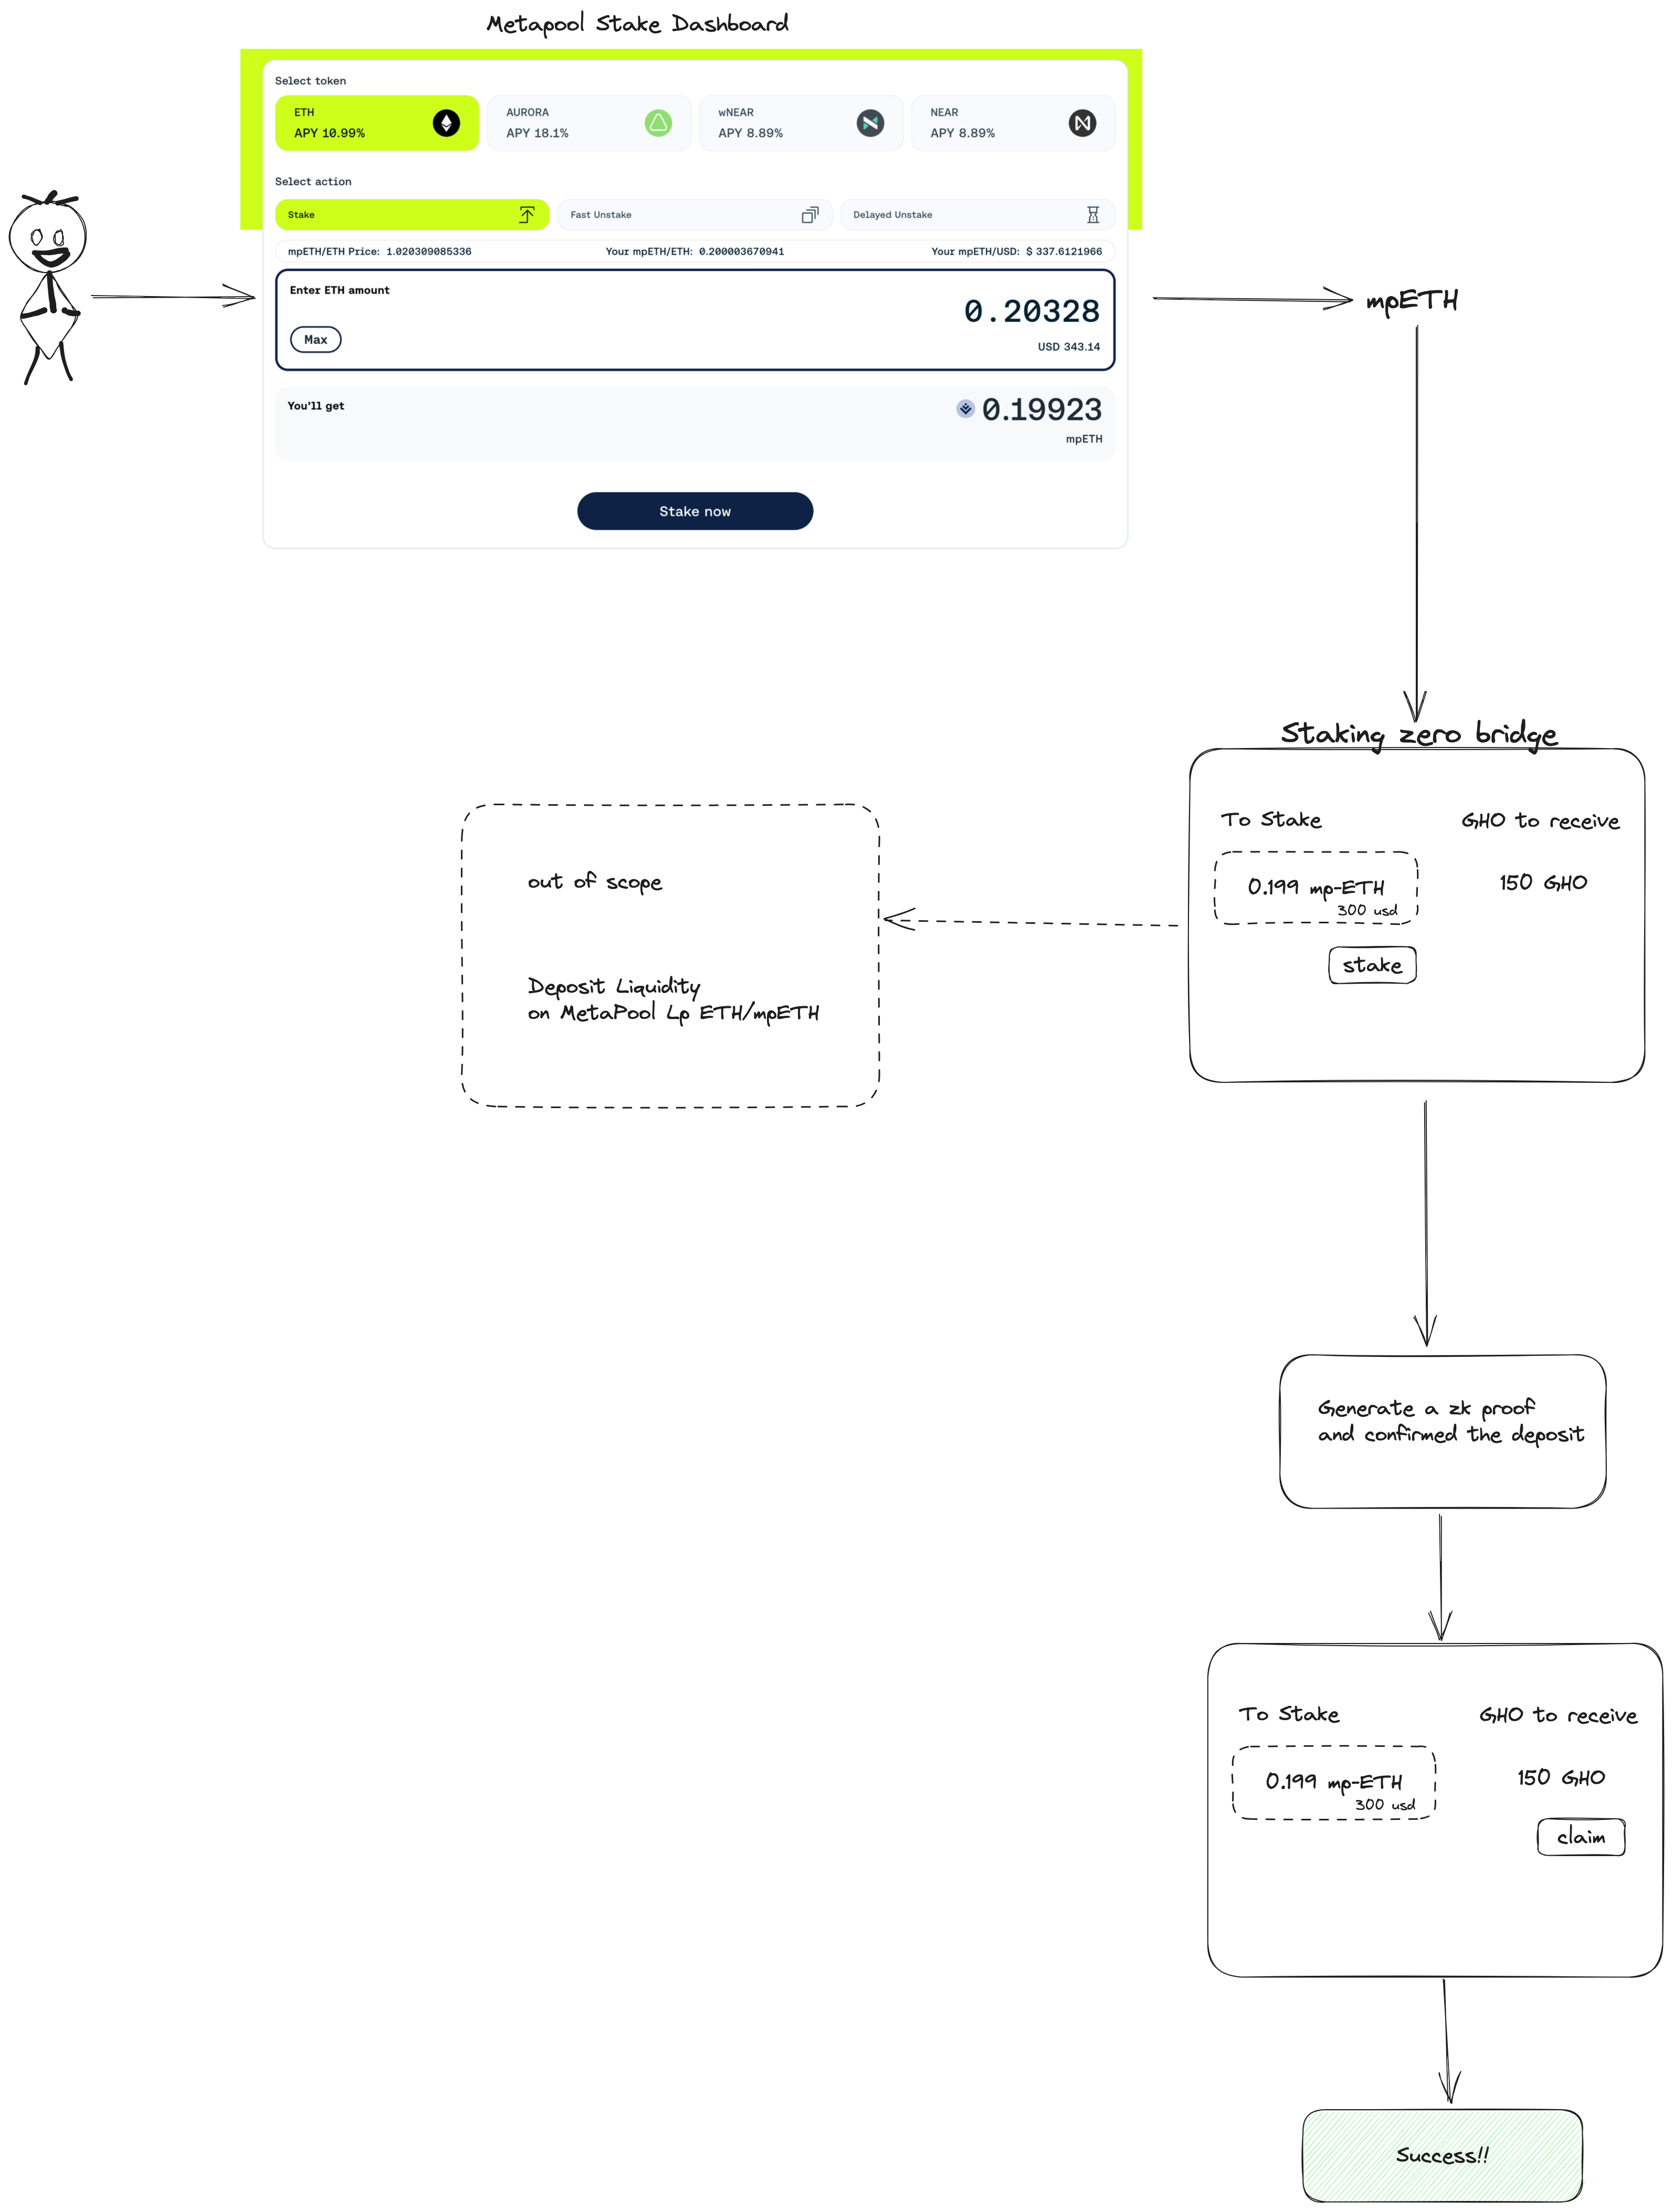 Metapool Stake Dashboard
Select token
ETH
APY 10.99%
AURORA
APY 18.1%
wNEAR
APY 8.89%
NEAR
APY 8.89%
Select action
Stake
Fast Unstake
Delayed Unstake
mpETH/ETH Price: 1.020309085336
Your mpETH/ETH: 0.200003670941
Your mpETH/USD: $ 337.6121966
Enter ETH amount
0.20328
Max
USD 343.14
You'll get
0.19923
mpETH
Stake now
mpETH
Staking zero bridge
To Stake
GHO to receive
0.199 mp-ETH
300 usd
150 GHO
stake
out of scope
Deposit Liquidity
on MetaPool Lp ETH/mpETH
Generate a zk proof
and confirmed the deposit
To Stake
GHO to receive
0.199 mp-ETH
300 usd
150 GHO
claim
Success!!